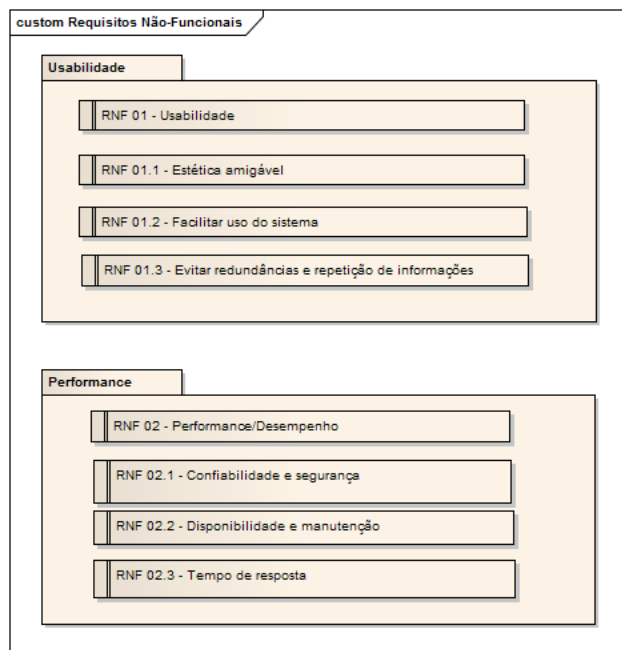 custom Requisitos Não-Funcionais
Usabilidade
RNF 01 - Usabilidade
RNF 01.1 - Estética amigável
RNF 01.2 - Facilitar uso do sistema
RNF 01.3 - Evitar redundâncias e repetição de informações
Performance
RNF 02 - Performance/Desempenho
RNF 02.1 - Confiabilidade e segurança
RNF 02.2 - Disponibilidade e manutenção
RNF 02.3 - Tempo de resposta